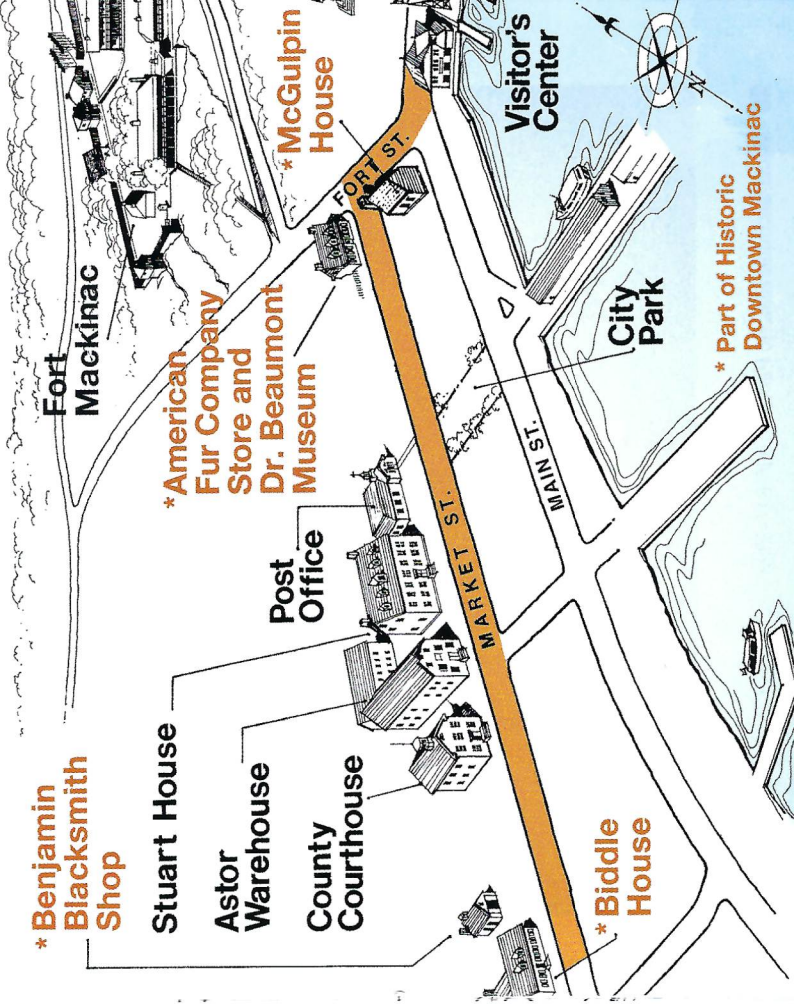 * Benjamin
Blacksmith
Shop
Stuart House
Astor
Warehouse
County
Courthouse
Post
Office
Fort
Mackinac
*American
Fur Company
Store and
Dr. Beaumont
Museum
* McGulpin
House
FORT ST.
Visitor's
Center
MARKET ST.
MAIN ST.
City
Park
* Biddle
House
N
* Part of Historic
Downtown Mackinac